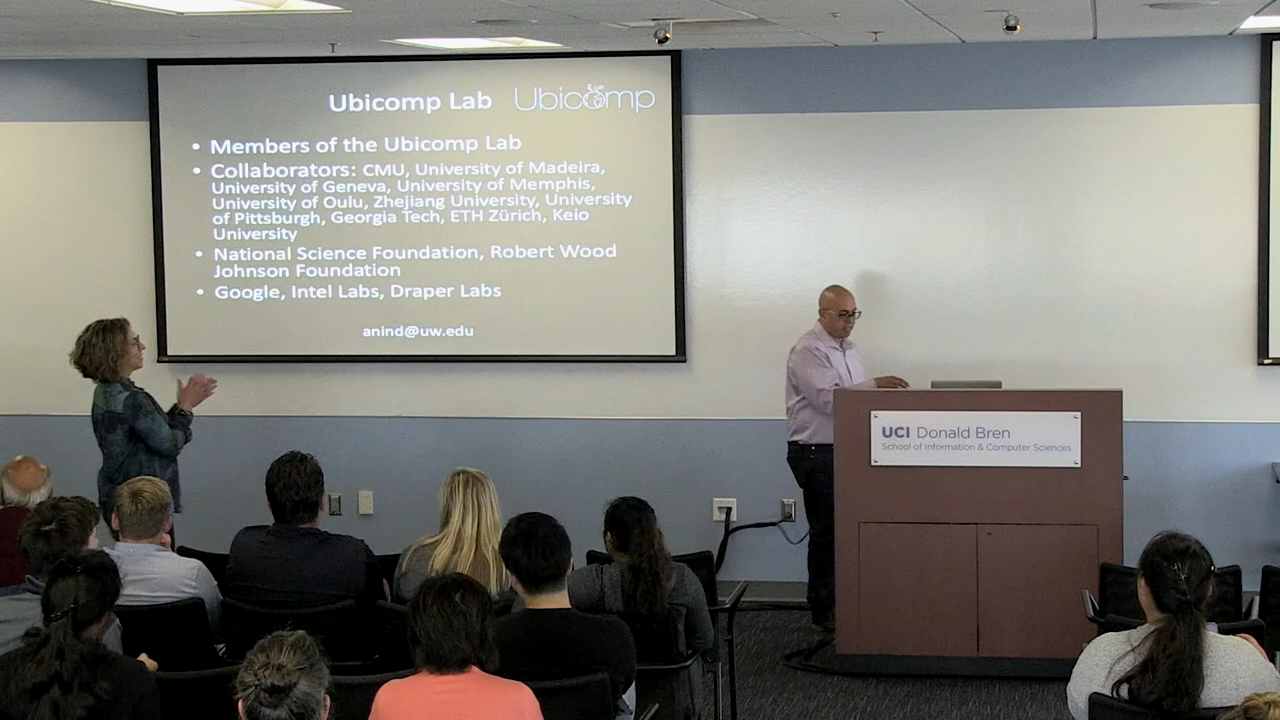 Ubicomp Lab Ubicomp
• Members of the Ubicomp Lab
• Collaborators: CMU, University of Madeira,
University of Geneva, University of Memphis,
University of Oulu, Zhejiang University, University
of Pittsburgh, Georgia Tech, ETH Zürich, Keio
University
• National Science Foundation, Robert Wood
Johnson Foundation
• Google, Intel Labs, Draper Labs
anind@uw.edu
UCI Donald Bren
School of Information & Computer Sciences